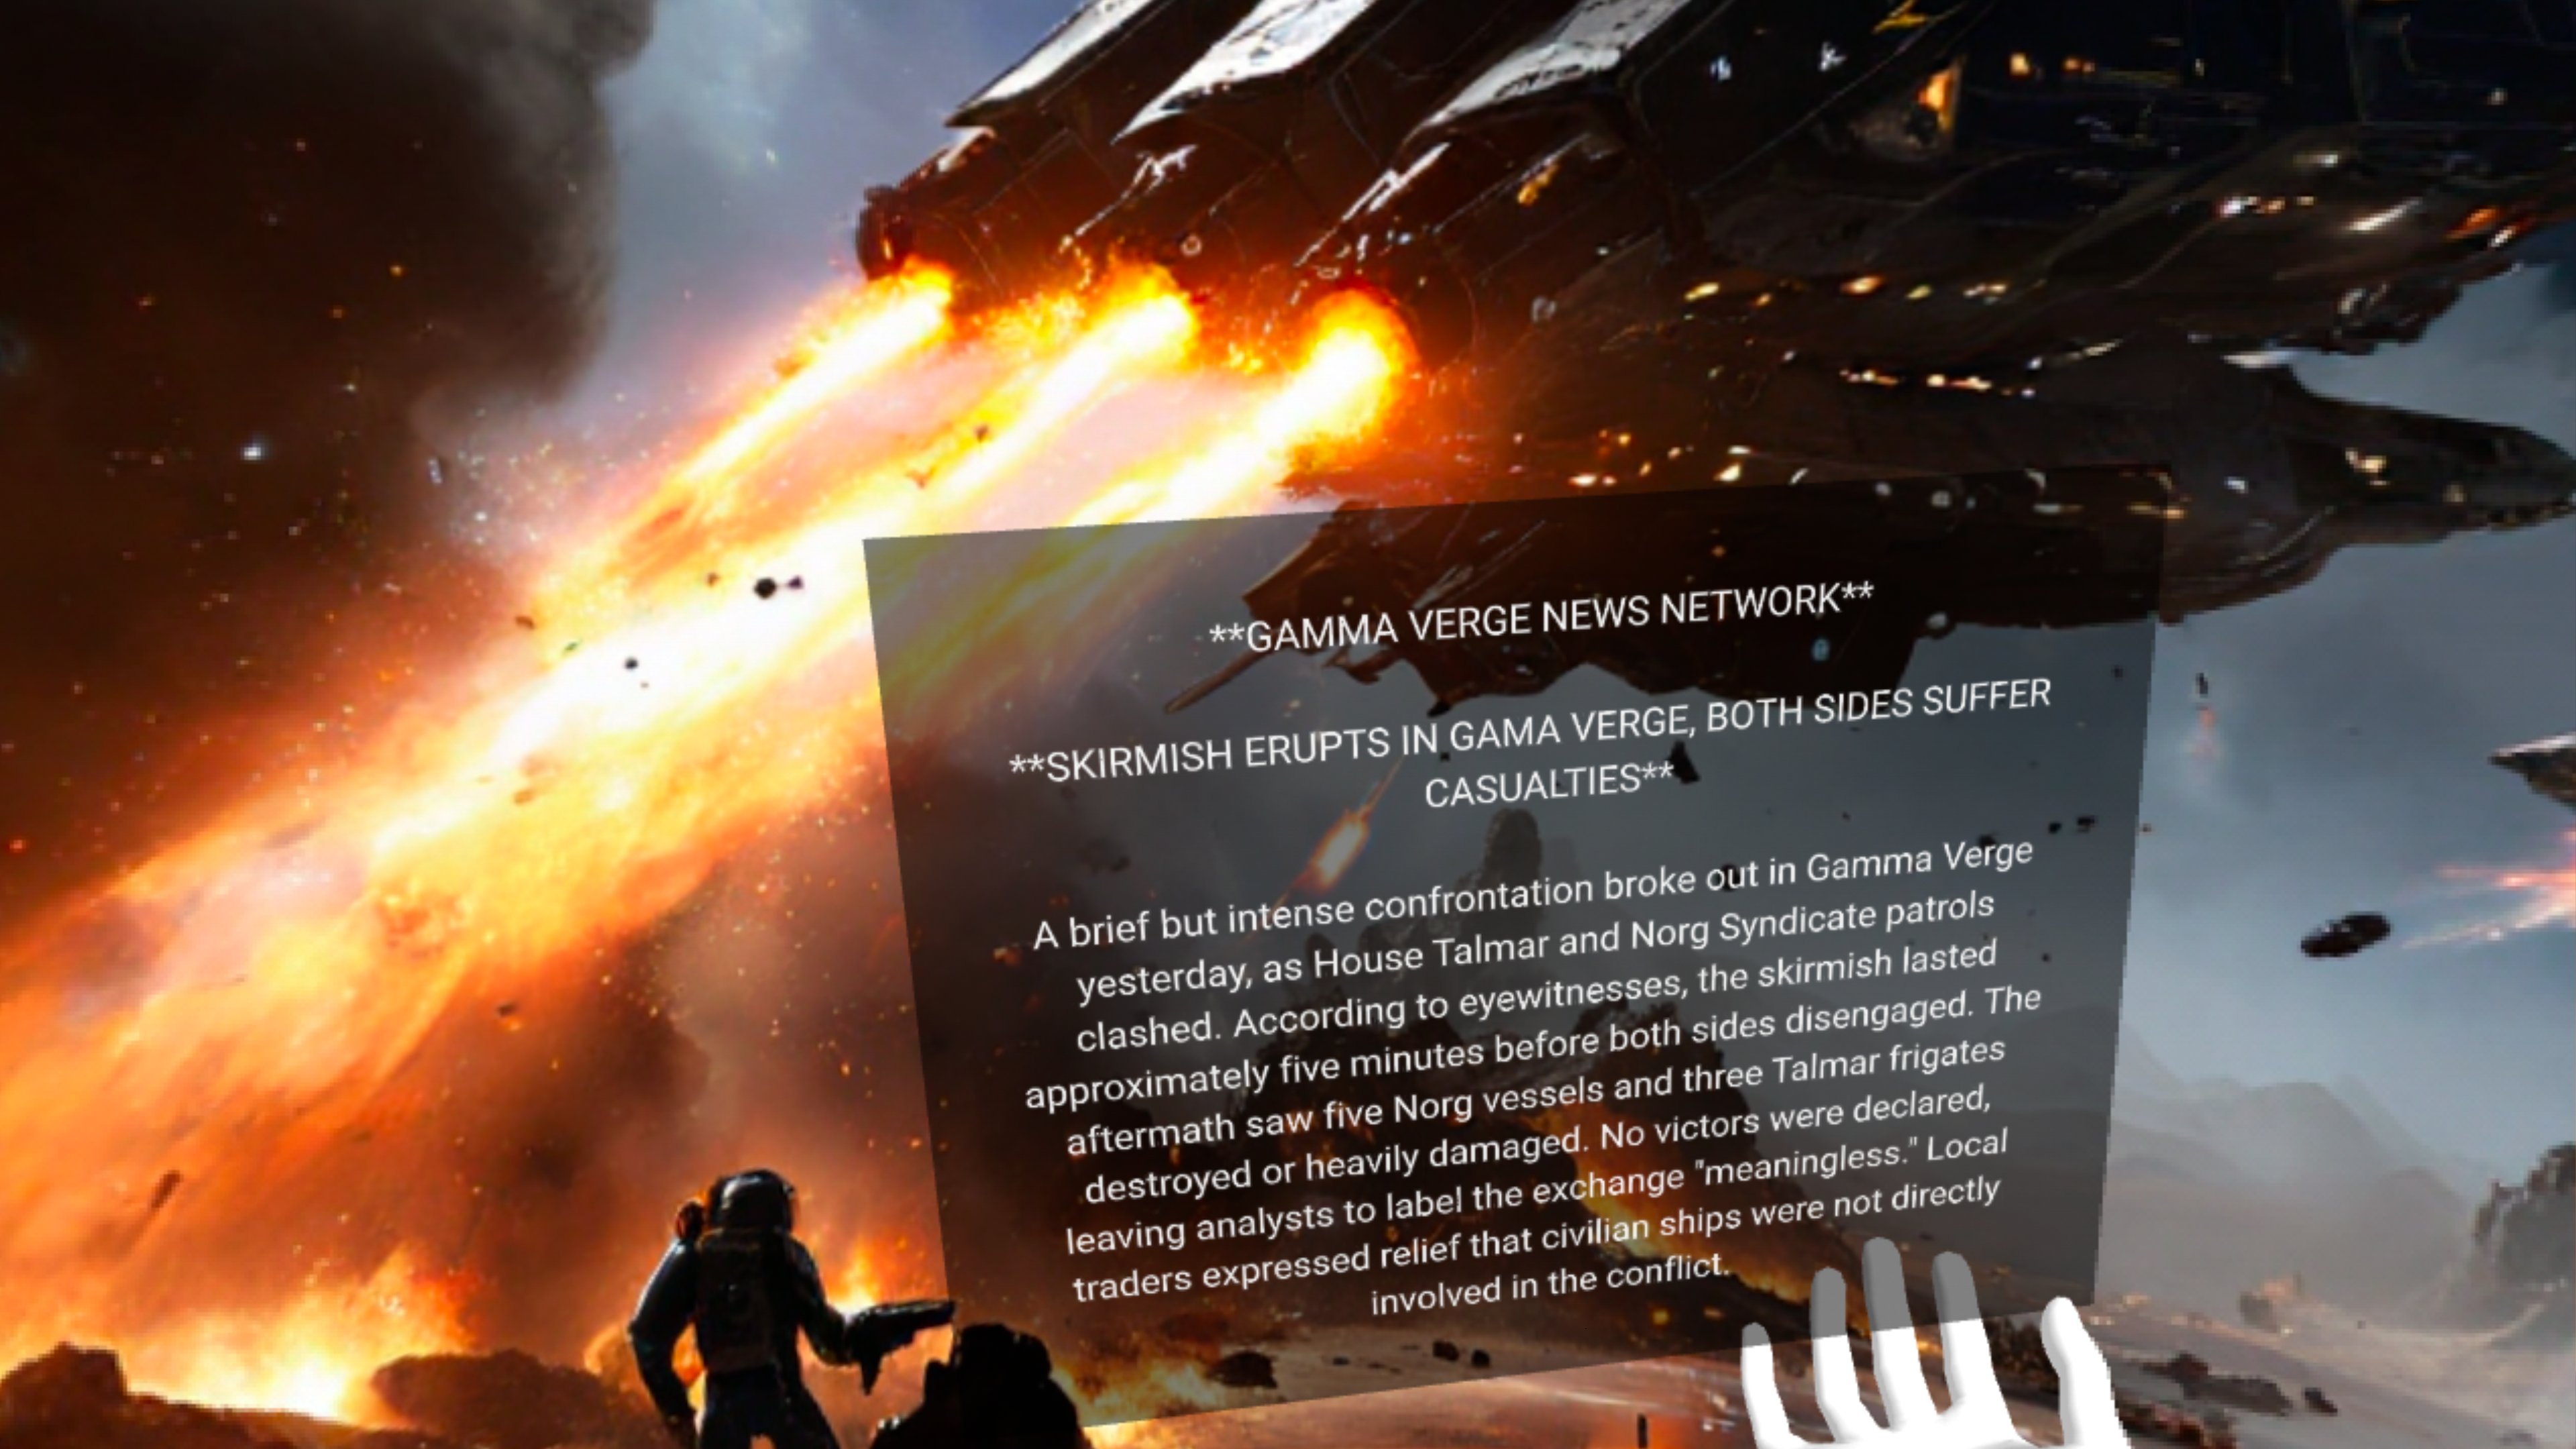 **GAMMA VERGE NEWS NETWORK**
**SKIRMISH ERUPTS IN GAMA VERGE, BOTH SIDES SUFFER
CASUALTIES**
A brief but intense confrontation broke out in Gamma Verge
yesterday, as House Talmar and Norg Syndicate patrols
clashed. According to eyewitnesses, the skirmish lasted
approximately five minutes before both sides disengaged. The
aftermath saw five Norg vessels and three Talmar frigates
destroyed or heavily damaged. No victors were declared,
leaving analysts to label the exchange "meaningless." Local
traders expressed relief that civilian ships were not directly
involved in the conflict.